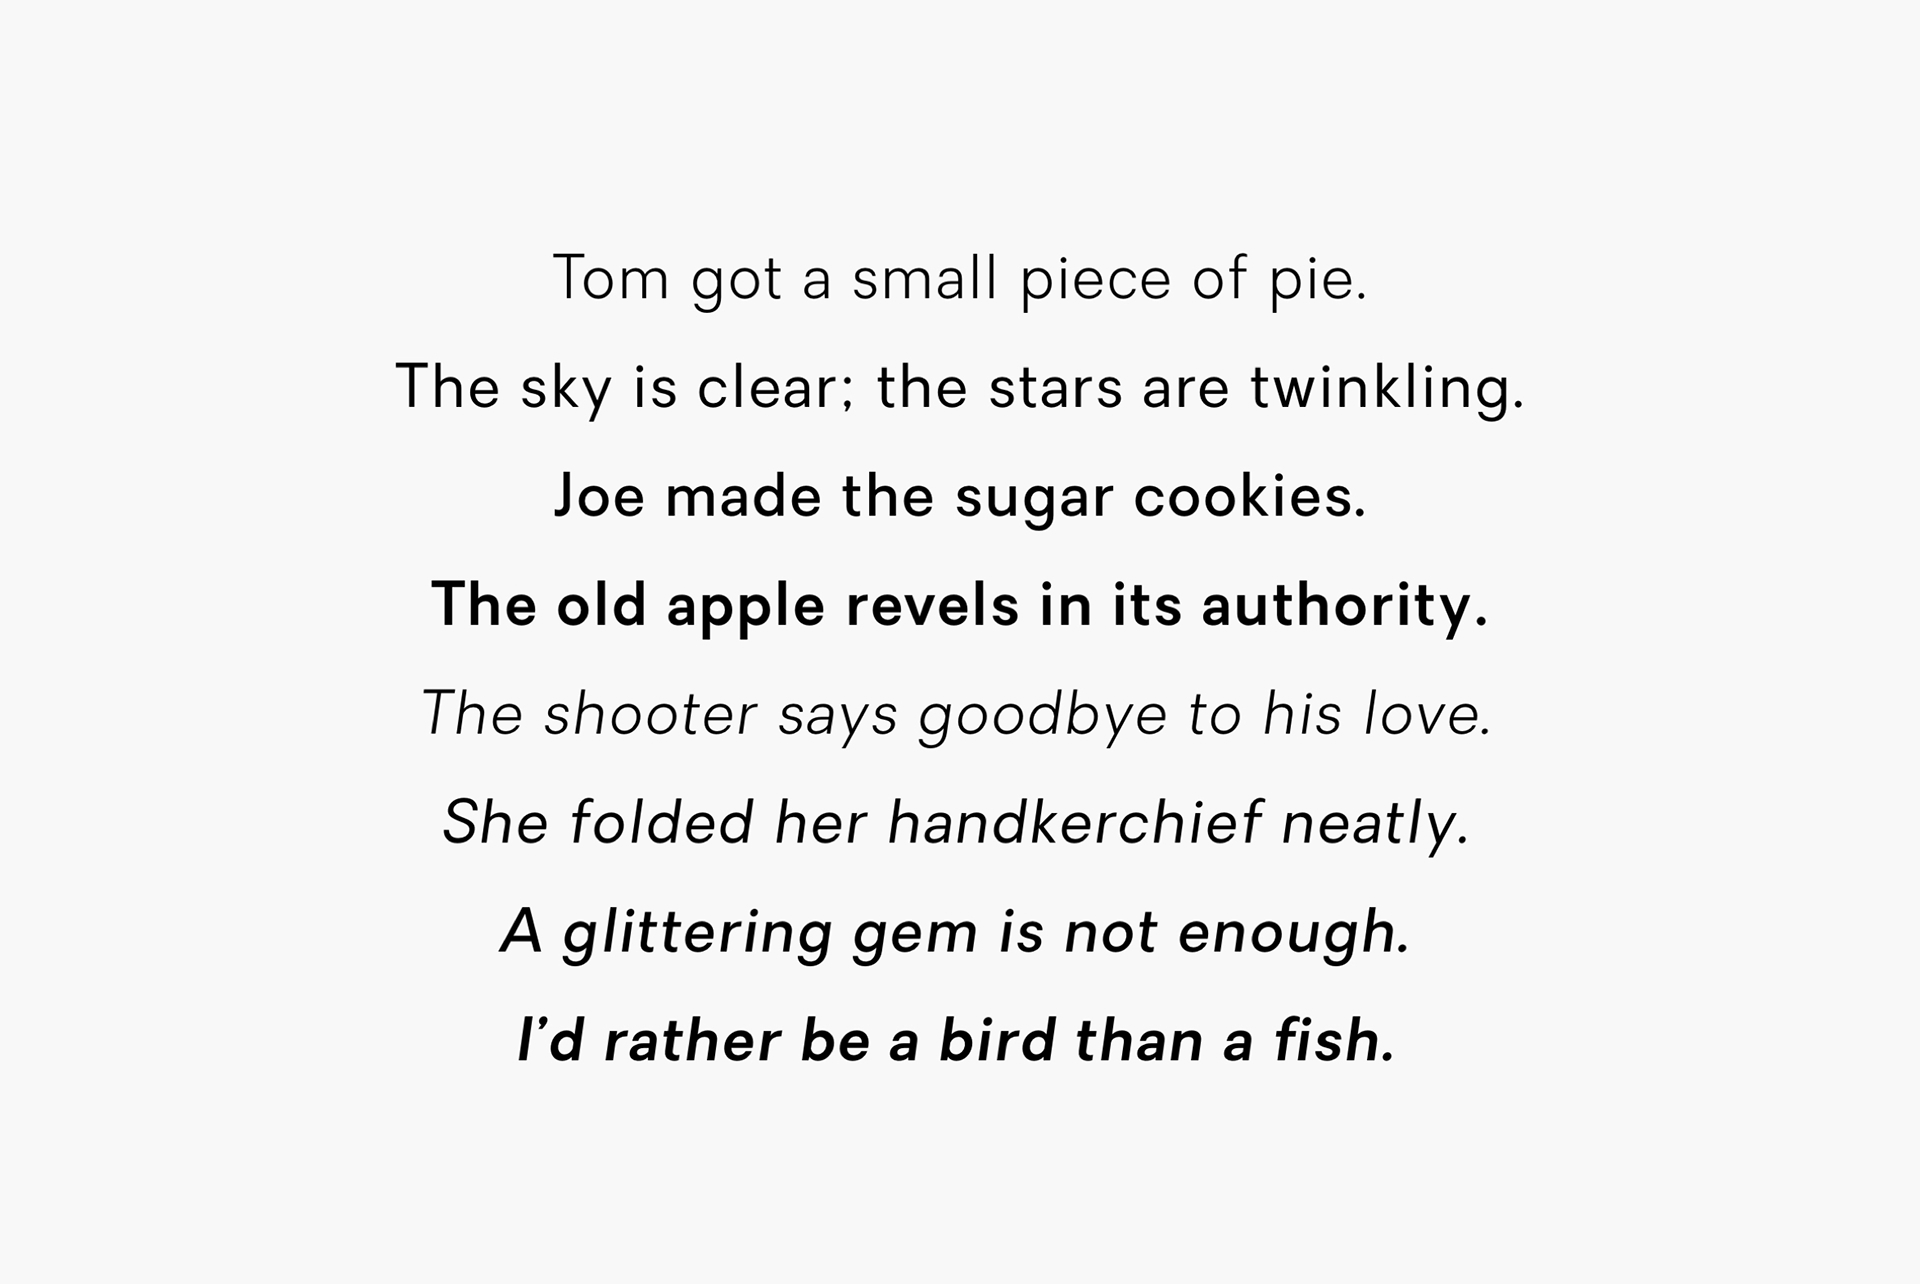 Tom got a small piece of pie.
The sky is clear; the stars are twinkling.
Joe made the sugar cookies.
The old apple revels in its authority.
The shooter says goodbye to his love.
She folded her handkerchief neatly.
A glittering gem is not enough.
I’d rather be a bird than a fish.